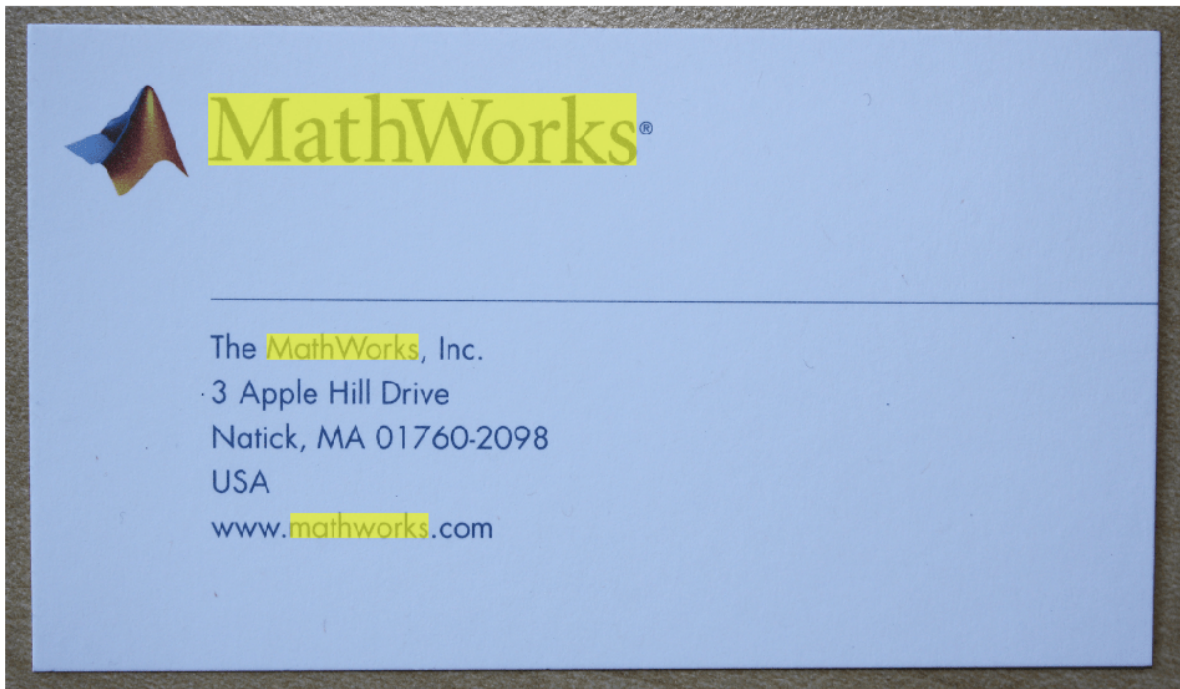 MathWorks®
The MathWorks, Inc.
3 Apple Hill Drive
Natick, MA 01760-2098
USA
www.mathworks.com